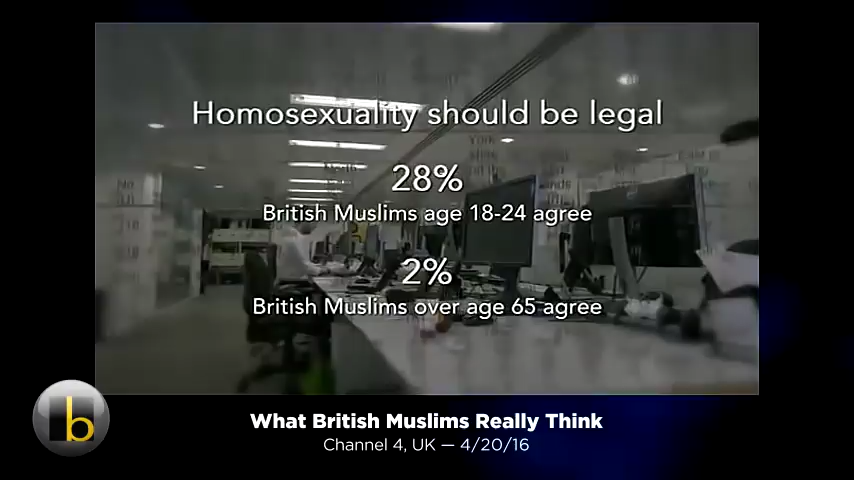 Homosexuality should be legal
28%
British Muslims age 18-24 agree
2%
British Muslims over age 65 agree
b
What British Muslims Really Think
Channel 4, UK — 4/20/16